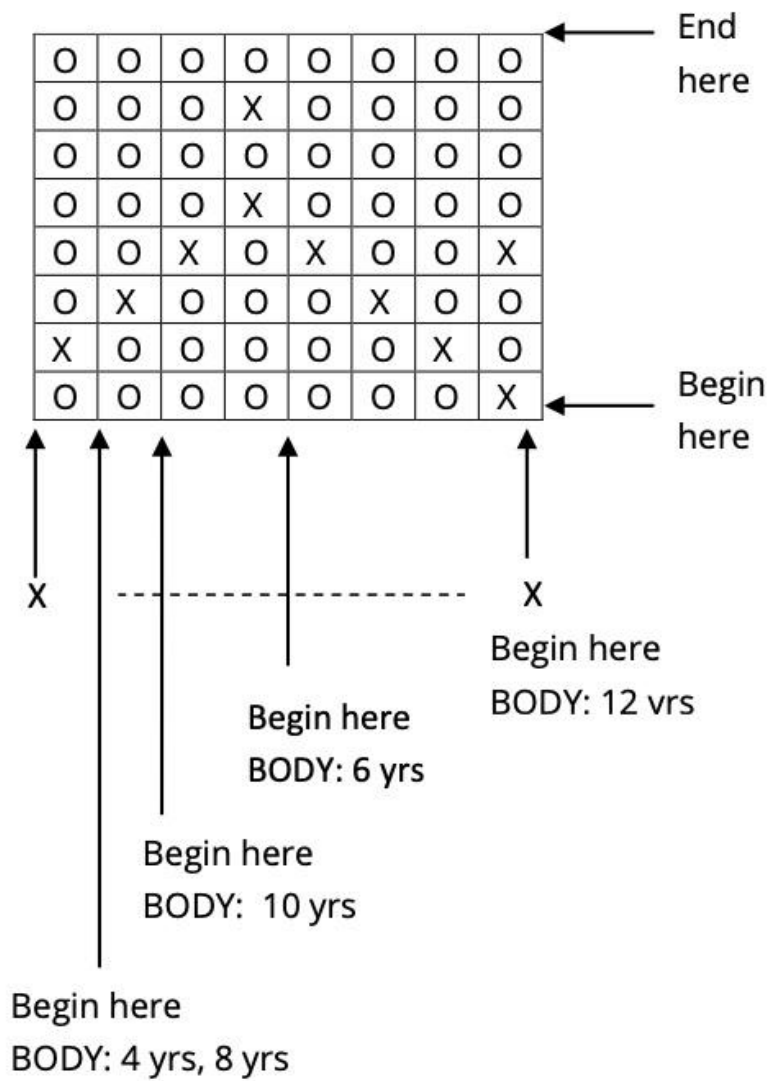 End
here
O O O O O O O O
O O O X O O O O
O O O O O O O O
O O O X O O O O
O O X O X O O X
O X O O O X O O
X O O O O O X O
O O O O O O O X
Begin
here
X ---------------------------- X
Begin here
BODY: 12 vrs
Begin here
BODY: 6 yrs
Begin here
BODY: 10 yrs
Begin here
BODY: 4 yrs, 8 yrs